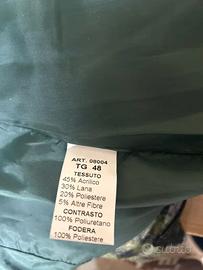 ART. 08004
TG 48
TESSUTO
45% Acrilico
30% Lana
20% Poliestere
5% Altre Fibre
CONTRASTO
100% Poliuretano
FODERA
100% Poliestere
subito